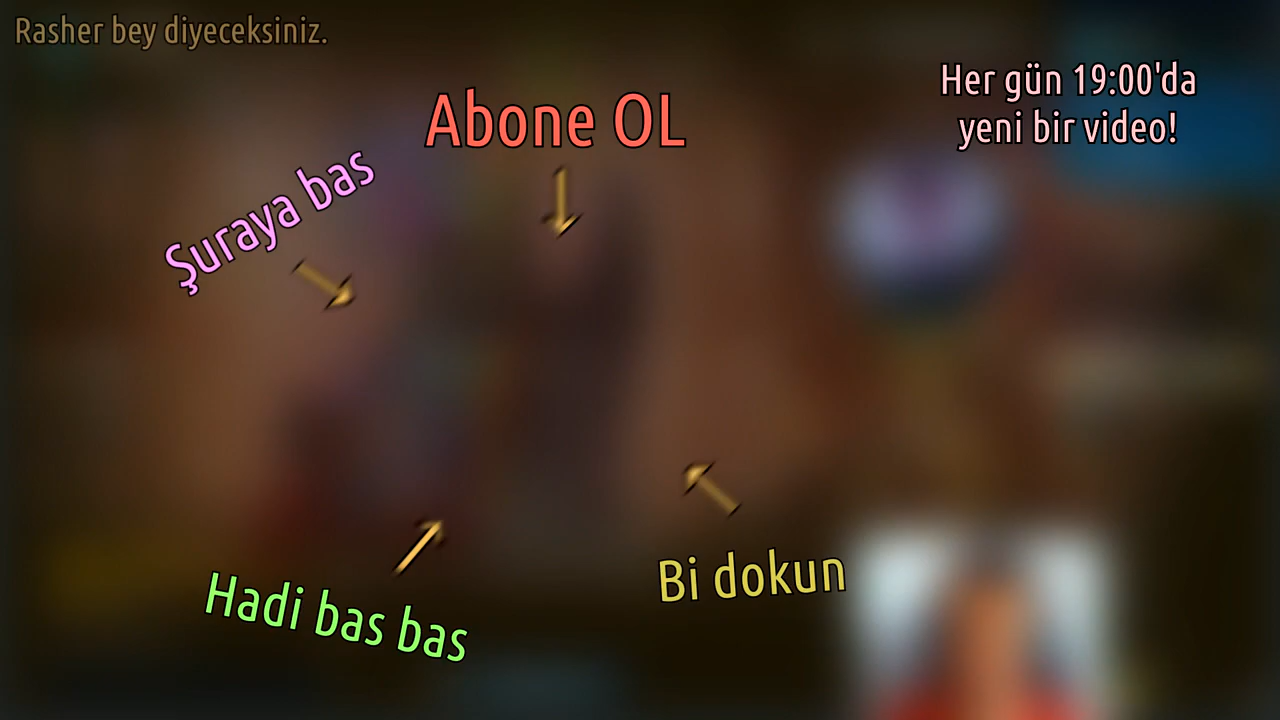 Rasher bey diyeceksiniz.
Her gün 19:00'da
yeni bir video!
Abone OL
Şuraya bas
Bi dokun
Hadi bas bas